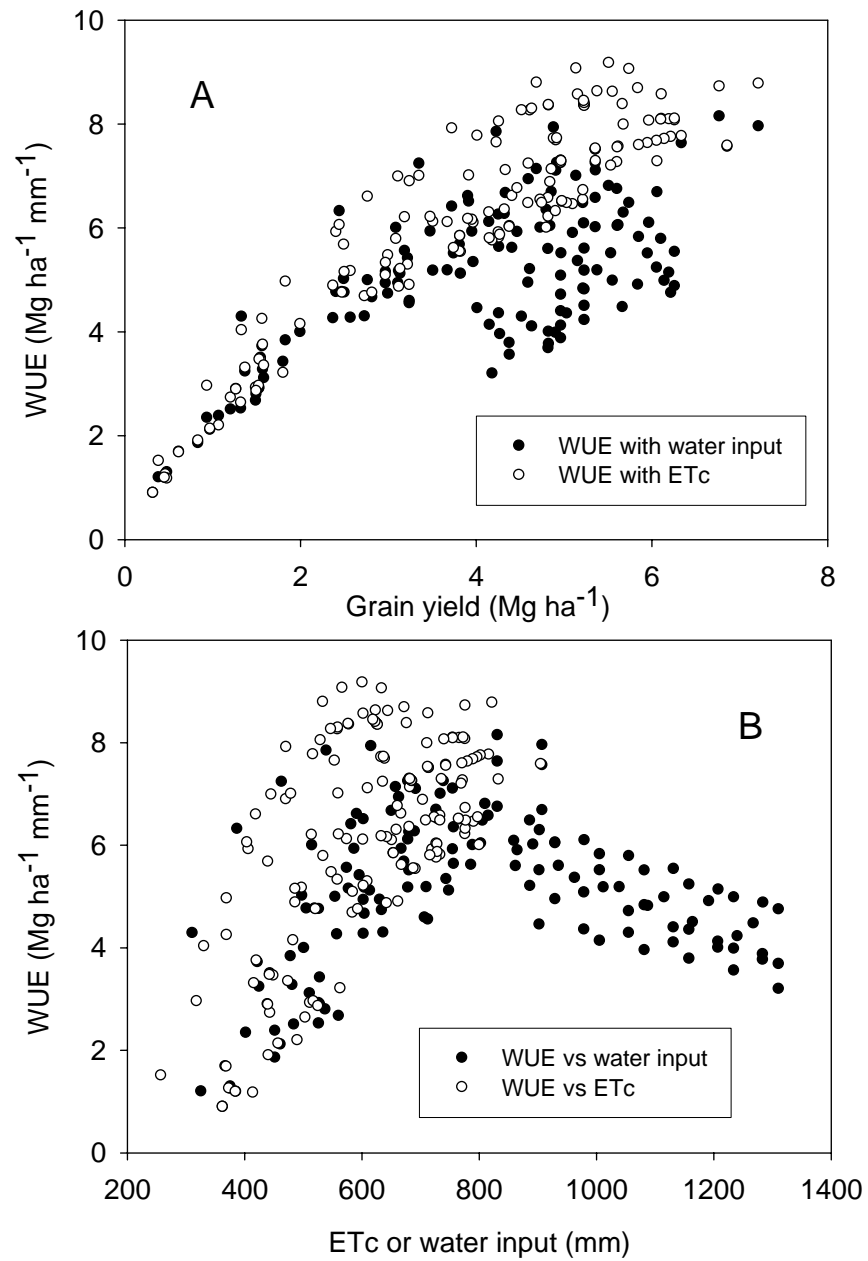 10
8
6
4
2
0
WUE (Mg ha-1 mm-1)
A
WUE with water input
WUE with ETc
0 2 4 6 8
Grain yield (Mg ha-1)
10
8
6
4
2
0
WUE (Mg ha-1 mm-1)
B
WUE vs water input
WUE vs ETc
200 400 600 800 1000 1200 1400
ETc or water input (mm)